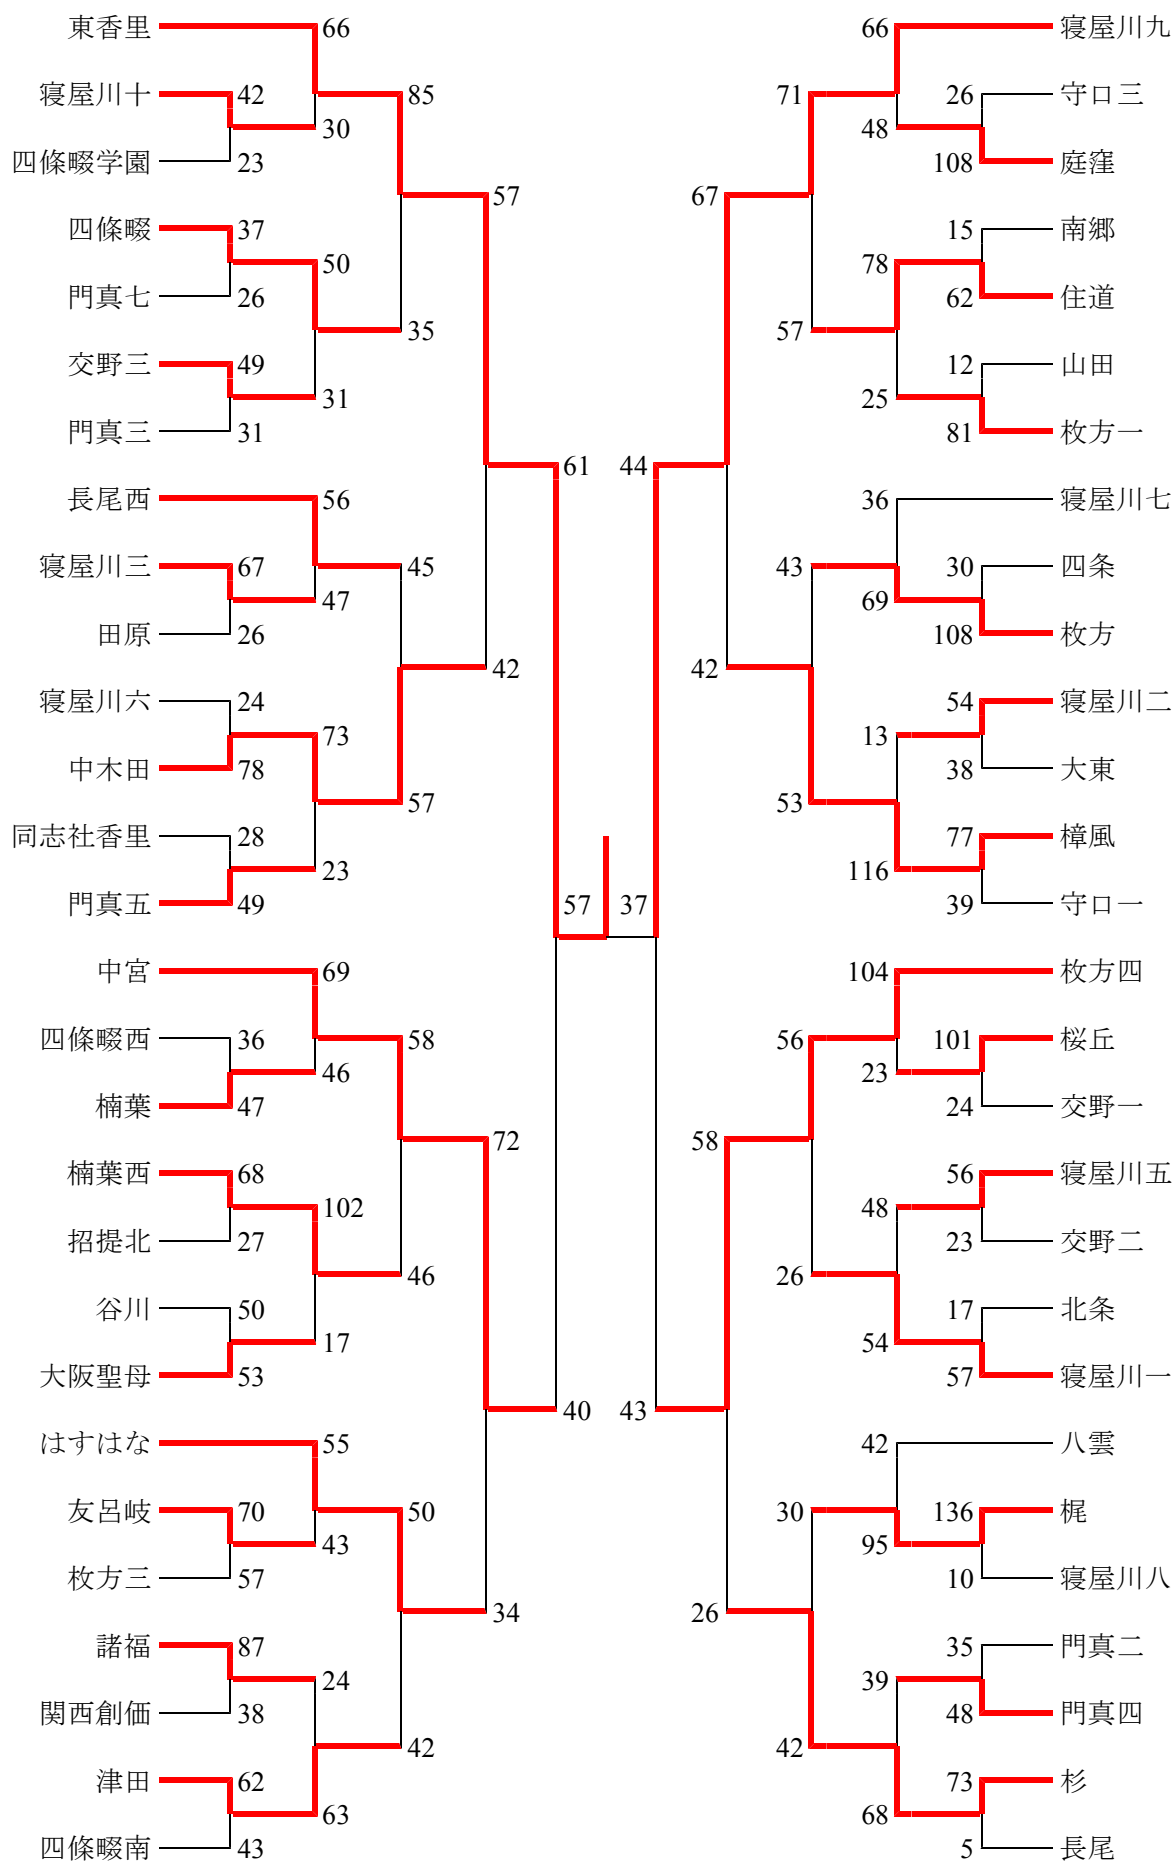 東香里 66 66 寝屋川九
寝屋川十 42 85 71 26 守口三
30 48
四條畷学園 23 108 庭窪
57 67
四條畷 37 15 南郷
50 78
門真七 26 62 住道
35 57
交野三 49 12 山田
31 25
門真三 31 81 枚方一
61 44
長尾西 56 36 寝屋川七
寝屋川三 67 45 43 30 四条
47 69
田原 26 108 枚方
42 42
寝屋川六 24 54 寝屋川二
73 13
中木田 78 38 大東
57 53
同志社香里 28 77 樟風
23 116
門真五 49 57 37 39 守口一
中宮 69 104 枚方四
四條畷西 36 58 56 101 桜丘
46 23
楠葉 47 24 交野一
72 58
楠葉西 68 56 寝屋川五
102 48
招提北 27 23 交野二
46 26
谷川 50 17 北条
17 54
大阪聖母 53 57 寝屋川一
40 43
はすはな 55 42 八雲
友呂岐 70 50 30 136 梶
43 95
枚方三 57 10 寝屋川八
34 26
諸福 87 35 門真二
24 39
関西創価 38 48 門真四
42 42
津田 62 73 杉
63 68
四條畷南 43 5 長尾